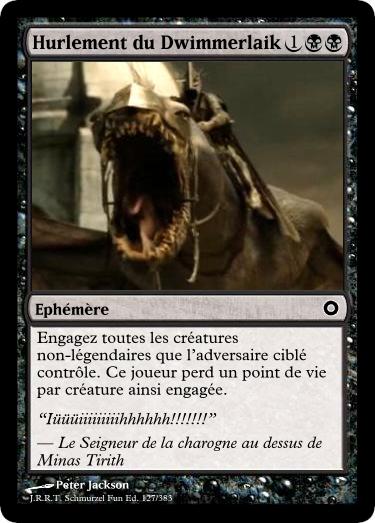 Hurlement du Dwimmerlaik 1
Ephémère
Engagez toutes les créatures
non-légendaires que l'adversaire ciblé
contrôle. Ce joueur perd un point de vie
par créature ainsi engagée.
“Iüüüiiiiiiiiihhhhhh!!!!!!!”
— Le Seigneur de la charogne au dessus de
Minas Tirith
Peter Jackson
J.R.R.T. Schmurzel Fun Ed. 127/383